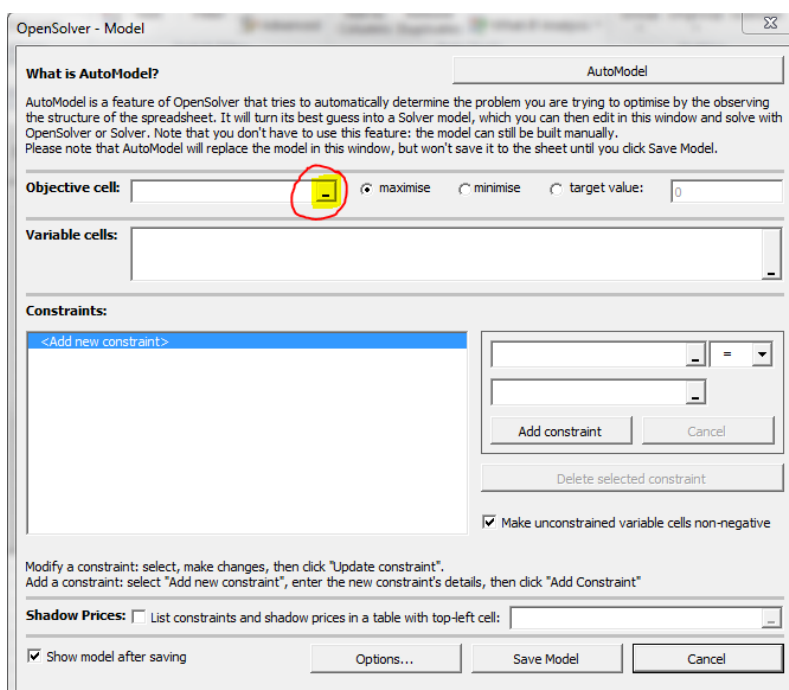 OpenSolver - Model
What is AutoModel?
AutoModel
AutoModel is a feature of OpenSolver that tries to automatically determine the problem you are trying to optimise by the observing
the structure of the spreadsheet. It will turn its best guess into a Solver model, which you can then edit in this window and solve with
OpenSolver or Solver. Note that you don't have to use this feature: the model can still be built manually.
Please note that AutoModel will replace the model in this window, but won't save it to the sheet until you click Save Model.
Objective cell: _ maximise minimise target value: 0
Variable cells:
_
Constraints:
<Add new constraint>
_ =
_
Add constraint Cancel
Delete selected constraint
Make unconstrained variable cells non-negative
Modify a constraint: select, make changes, then click "Update constraint".
Add a constraint: select "Add new constraint", enter the new constraint's details, then click "Add Constraint"
Shadow Prices: List constraints and shadow prices in a table with top-left cell: _
Show model after saving Options... Save Model Cancel